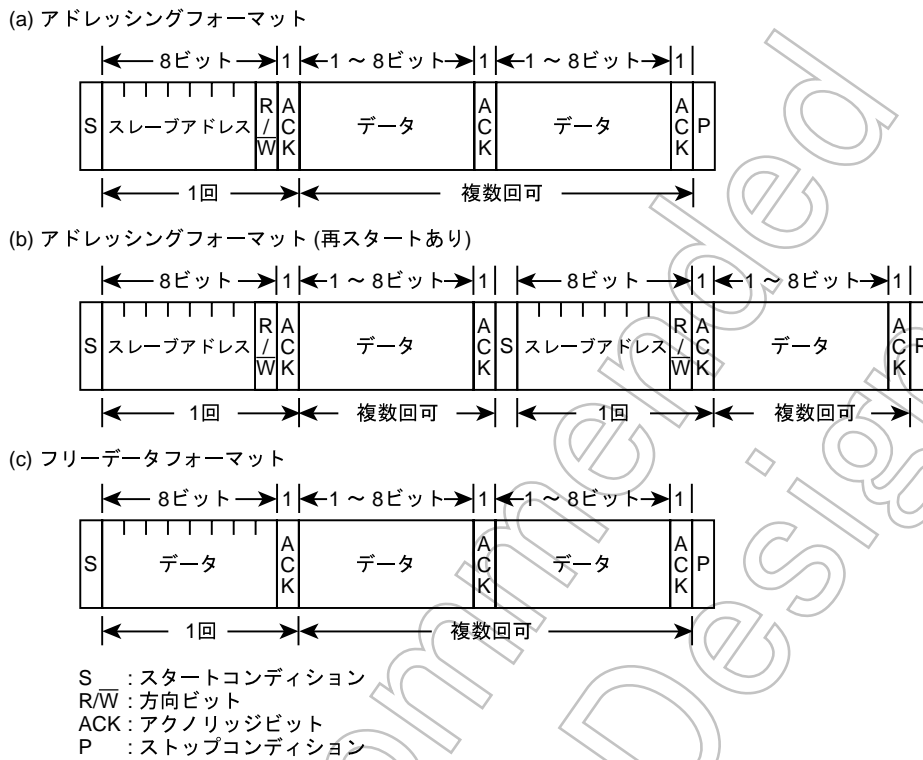 (a) アドレッシングフォーマット
8ビット 1 1 ~ 8ビット 1 1 ~ 8ビット 1
S スレーブアドレス R/W ACK データ ACK データ ACK P
1回 複数回可
(b) アドレッシングフォーマット (再スタートあり)
8ビット 1 1 ~ 8ビット 1 8ビット 1 1 ~ 8ビット 1
S スレーブアドレス R/W ACK データ ACK S スレーブアドレス R/W ACK データ ACK P
1回 複数回可 1回 複数回可
(c) フリーデータフォーマット
8ビット 1 1 ~ 8ビット 1 1 ~ 8ビット 1
S データ ACK データ ACK データ ACK P
1回 複数回可
S : スタートコンディション
R/W : 方向ビット
ACK : アクノリッジビット
P : ストップコンディション
ommended
Design